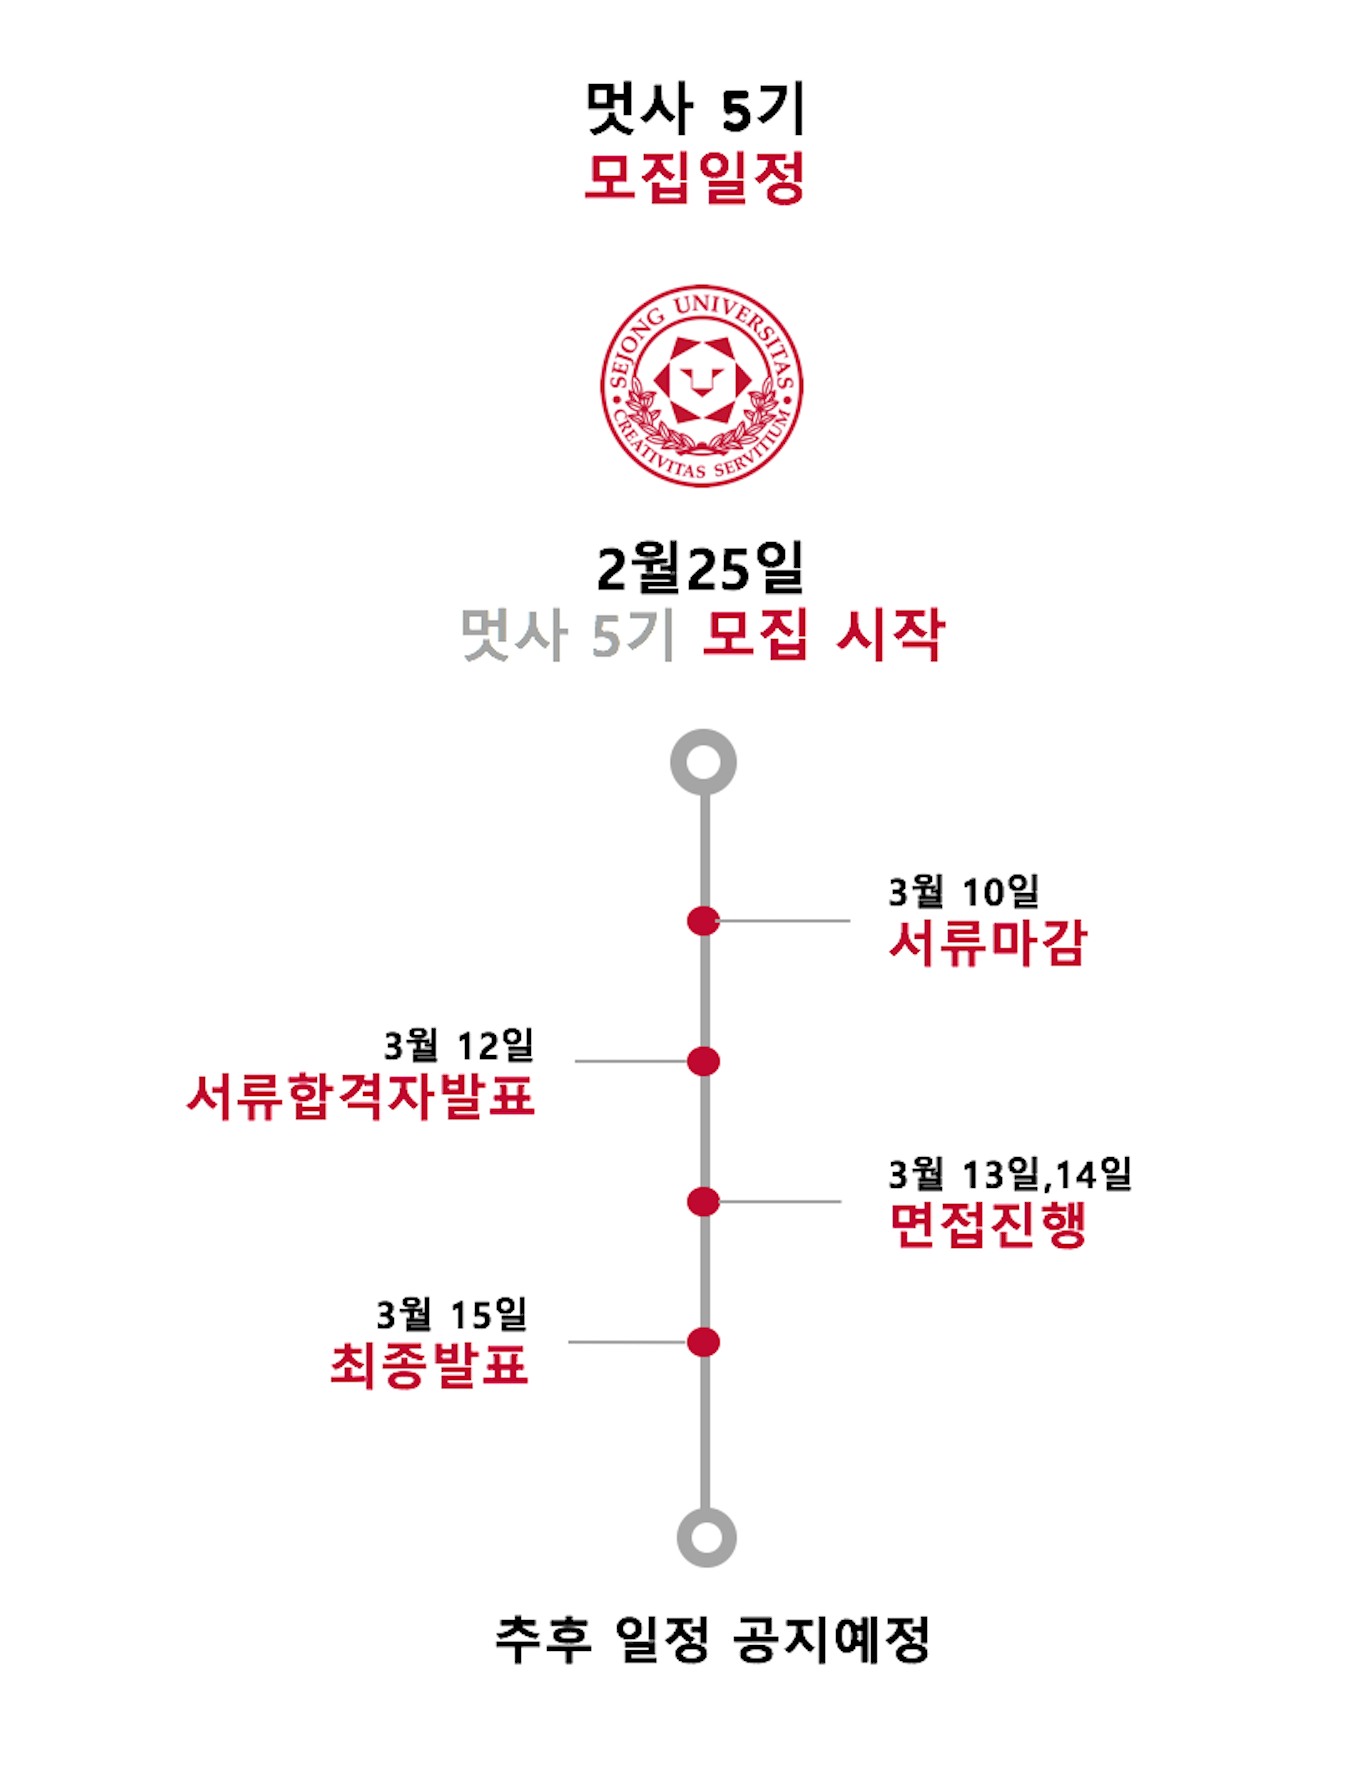 멋사 5기
모집일정
SEJONG UNIVERSITAS
CREATIVITAS SERVITIUM
2월25일
멋사 5기 모집 시작
3월 10일
서류마감
3월 12일
서류합격자발표
3월 13일,14일
면접진행
3월 15일
최종발표
추후 일정 공지예정